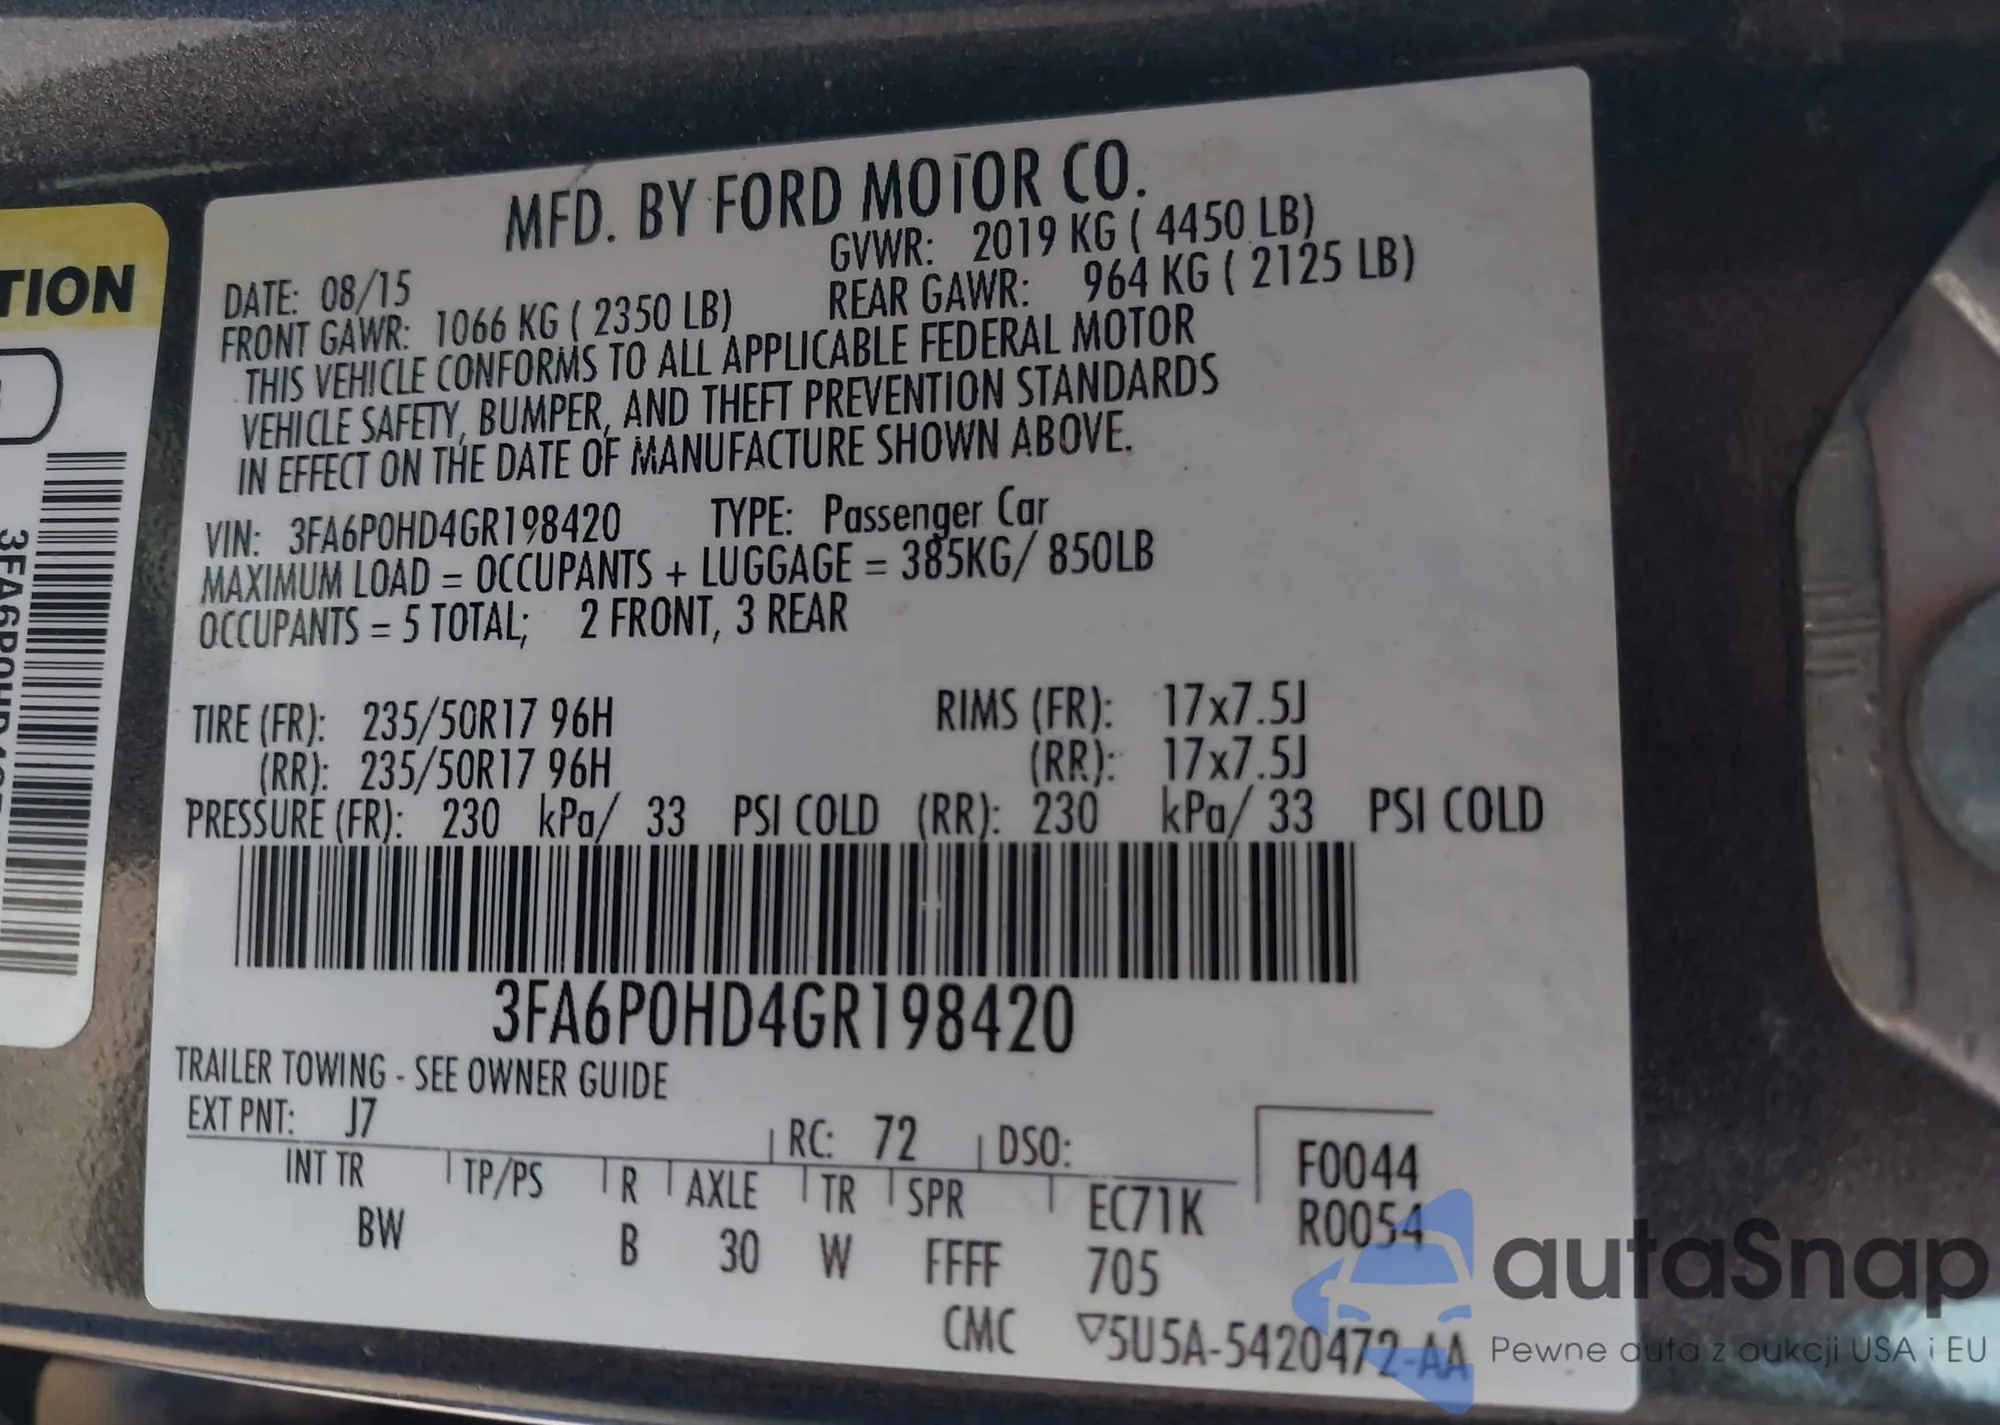 TION
3FA6P0HD4G
MFD. BY FORD MOTOR CO.
DATE: 08/15 GVWR: 2019 KG ( 4450 LB)
FRONT GAWR: 1066 KG ( 2350 LB) REAR GAWR: 964 KG ( 2125 LB)
THIS VEHICLE CONFORMS TO ALL APPLICABLE FEDERAL MOTOR
VEHICLE SAFETY, BUMPER, AND THEFT PREVENTION STANDARDS
IN EFFECT ON THE DATE OF MANUFACTURE SHOWN ABOVE.
VIN: 3FA6P0HD4GR198420 TYPE: Passenger Car
MAXIMUM LOAD = OCCUPANTS + LUGGAGE = 385KG/ 850LB
OCCUPANTS = 5 TOTAL; 2 FRONT, 3 REAR
TIRE (FR): 235/50R17 96H RIMS (FR): 17x7.5J
(RR): 235/50R17 96H (RR): 17x7.5J
PRESSURE (FR): 230 kPa/ 33 PSI COLD (RR): 230 kPa/ 33 PSI COLD
3FA6P0HD4GR198420
TRAILER TOWING - SEE OWNER GUIDE
EXT PNT: J7 RC: 72 DSO: F0044
INT TR TP/PS R AXLE TR SPR EC71K R0054
BW B 30 W FFFF 705
CMC ▽5U5A-5420472-AA
autaSnap
Pewne auta z aukcji USA i EU